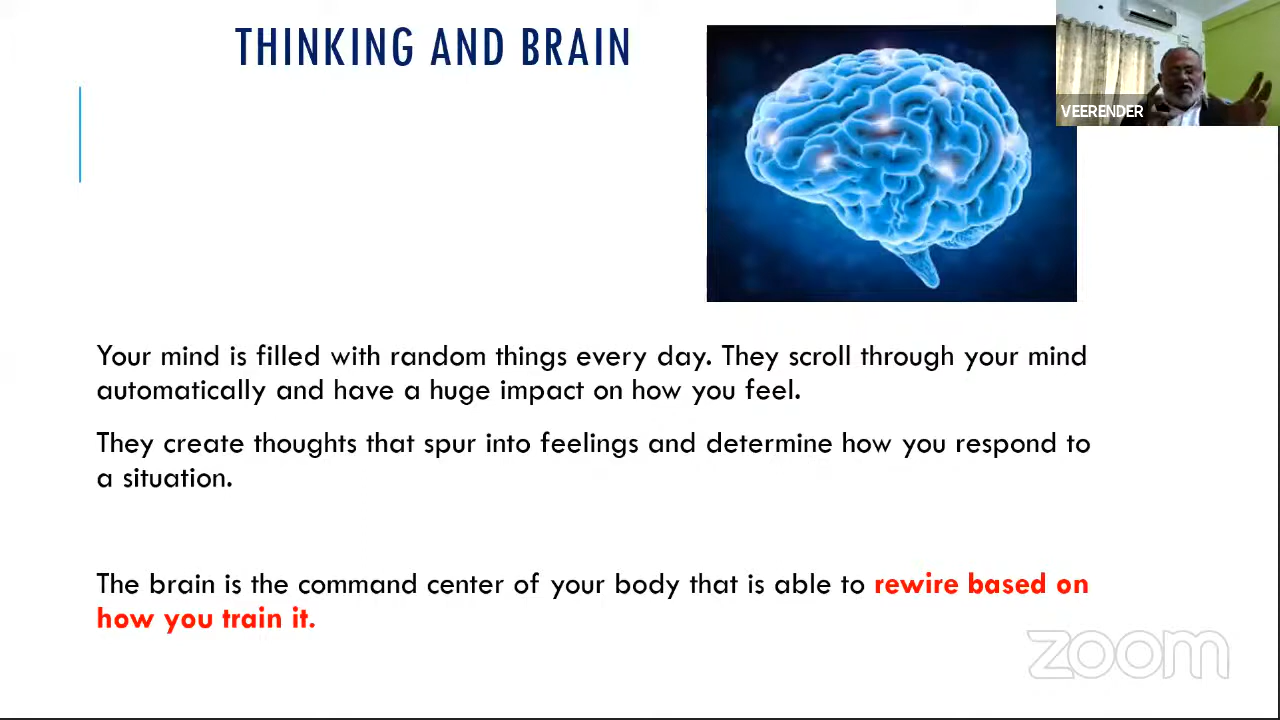 THINKING AND BRAIN
VEERENDER
Your mind is filled with random things every day. They scroll through your mind
automatically and have a huge impact on how you feel.
They create thoughts that spur into feelings and determine how you respond to
a situation.
The brain is the command center of your body that is able to rewire based on
how you train it.
zoom